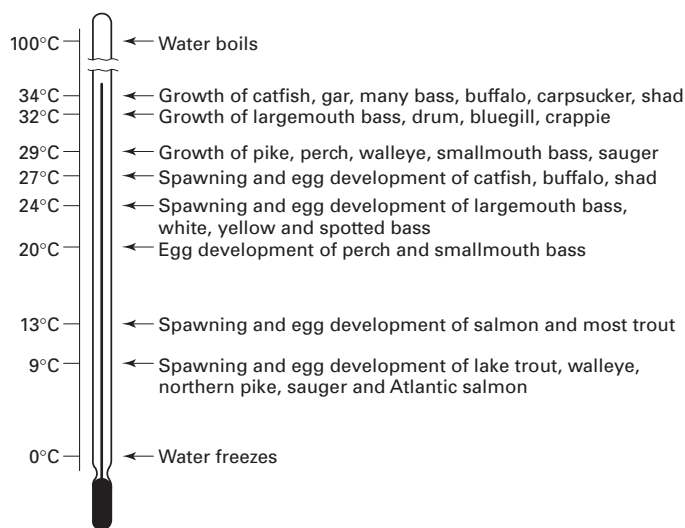 100°C Water boils
34°C Growth of catfish, gar, many bass, buffalo, carpsucker, shad
32°C Growth of largemouth bass, drum, bluegill, crappie
29°C Growth of pike, perch, walleye, smallmouth bass, sauger
27°C Spawning and egg development of catfish, buffalo, shad
24°C Spawning and egg development of largemouth bass,
white, yellow and spotted bass
20°C Egg development of perch and smallmouth bass
13°C Spawning and egg development of salmon and most trout
9°C Spawning and egg development of lake trout, walleye,
northern pike, sauger and Atlantic salmon
0°C Water freezes